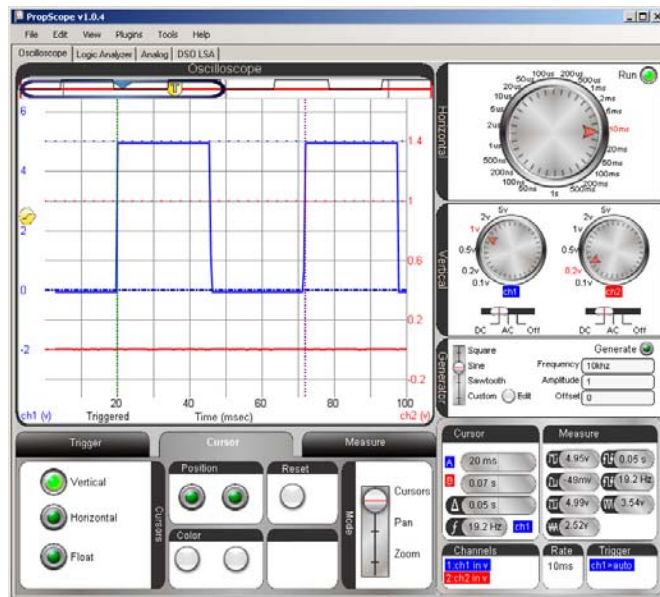 PropScope v1.0.4
File Edit View Plugins Tools Help
Oscilloscope Logic Analyzer Analog DSO LSA
Oscilloscope
T
6
4
2
0
-2
1.4
1
0.6
0.2
-0.2
ch1 (v) 20 40 60 80 100 ch2 (v)
Triggered Time (msec)
Horizontal
Run
100us 200us
50us 500us
20us 1ms
10us 2ms
5us 5ms
2us 10ms
1us 20ms
500ns 50ms
200ns 100ms
100ns 200ms
50ns 500ms
1s
Vertical
5v 5v
2v 2v
1v 1v
0.5v 0.5v
0.2v 0.2v
0.1v 0.1v
ch1 ch2
DC AC Off DC AC Off
Generator
Square
Sine
Sawtooth
Custom Edit
Generate
Frequency 10khz
Amplitude 1
Offset 0
Trigger Cursor Measure
Vertical
Horizontal
Float
Cursors
Position
Reset
Color
Mode
Cursors
Pan
Zoom
Cursor
A 20 ms
B 0.07 s
Δ 0.05 s
f 19.2 Hz ch1
Measure
4.95v 0.05 s
-49mv 19.2 Hz
4.99v 3.54v
2.52v
Channels
1:ch1 in v
2:ch2 in v
Rate
10ms
Trigger
ch1>auto